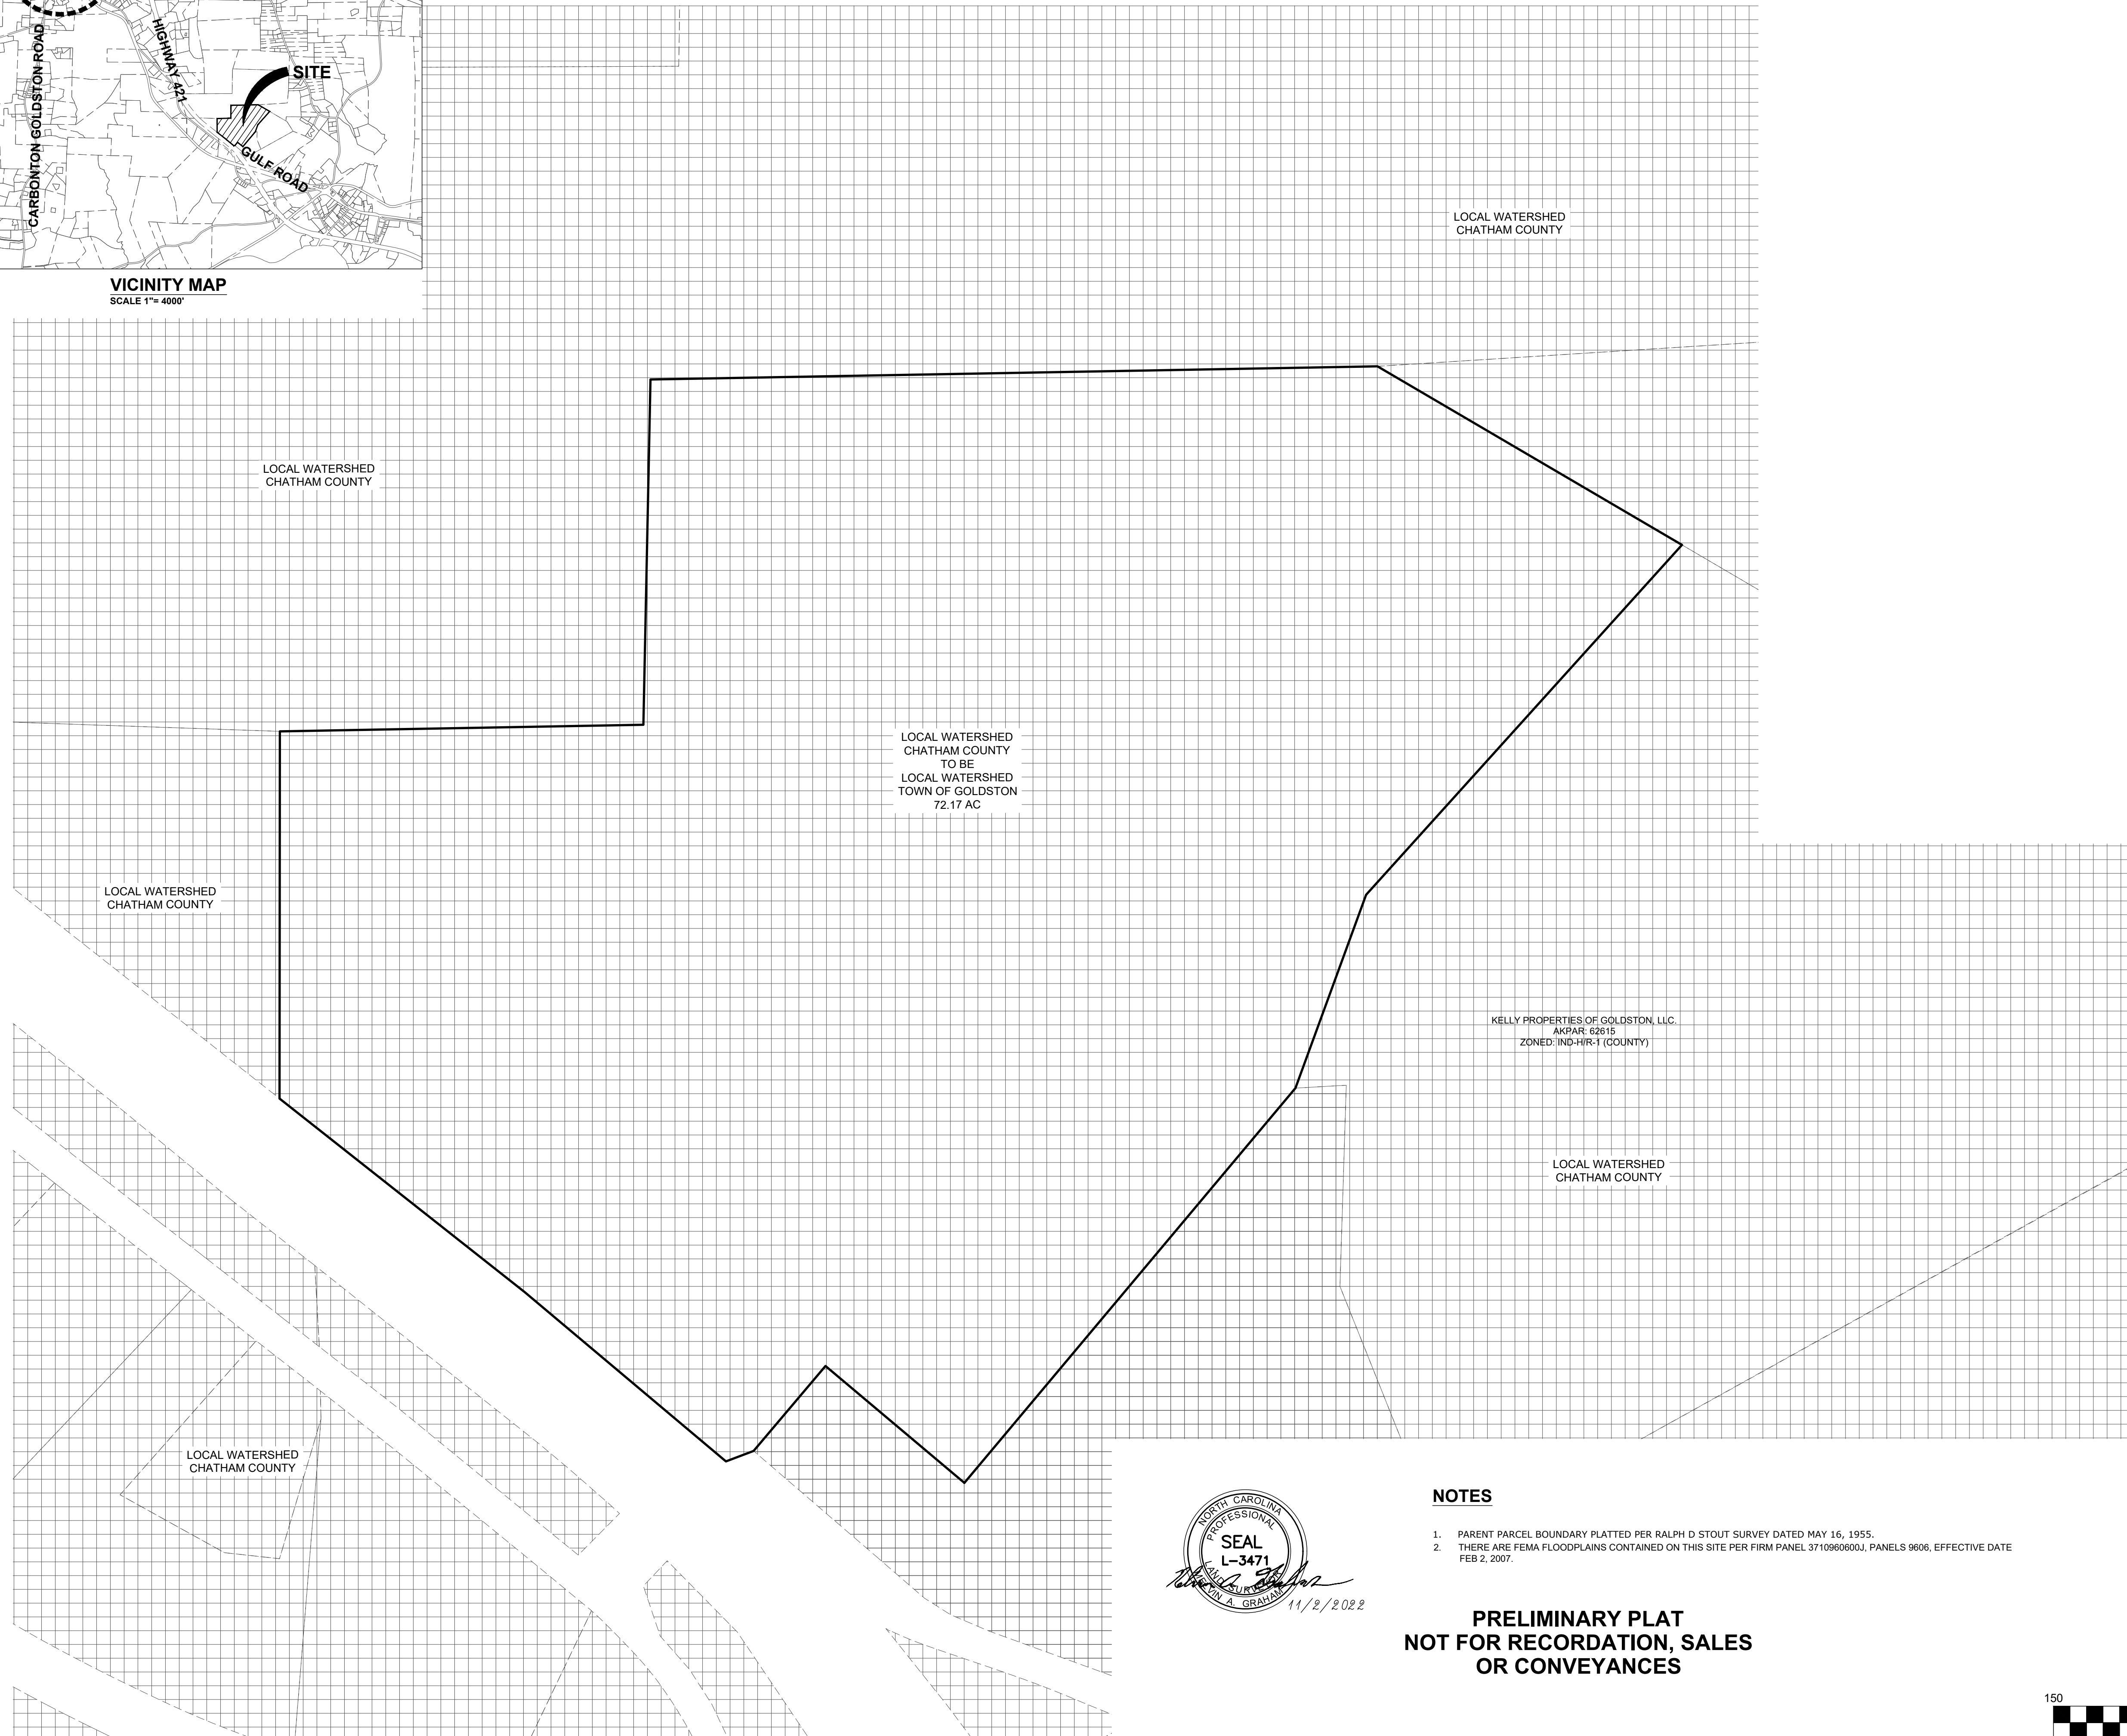 CARBONTON GOLDSTON ROAD
HIGHWAY 421
SITE
GULF ROAD
VICINITY MAP
SCALE 1"= 4000'
LOCAL WATERSHED
CHATHAM COUNTY
LOCAL WATERSHED
CHATHAM COUNTY
LOCAL WATERSHED
CHATHAM COUNTY
TO BE
LOCAL WATERSHED
TOWN OF GOLDSTON
72.17 AC
LOCAL WATERSHED
CHATHAM COUNTY
KELLY PROPERTIES OF GOLDSTON, LLC.
AKPAR: 62615
ZONED: IND-H/R-1 (COUNTY)
LOCAL WATERSHED
CHATHAM COUNTY
LOCAL WATERSHED
CHATHAM COUNTY
NORTH CAROLINA
PROFESSIONAL
SEAL
L-3471
LAND SURVEYOR
A. GRAHAM
11/2/2022
NOTES
1. PARENT PARCEL BOUNDARY PLATTED PER RALPH D STOUT SURVEY DATED MAY 16, 1955.
2. THERE ARE FEMA FLOODPLAINS CONTAINED ON THIS SITE PER FIRM PANEL 3710960600J, PANELS 9606, EFFECTIVE DATE
FEB 2, 2007.
PRELIMINARY PLAT
NOT FOR RECORDATION, SALES
OR CONVEYANCES
150